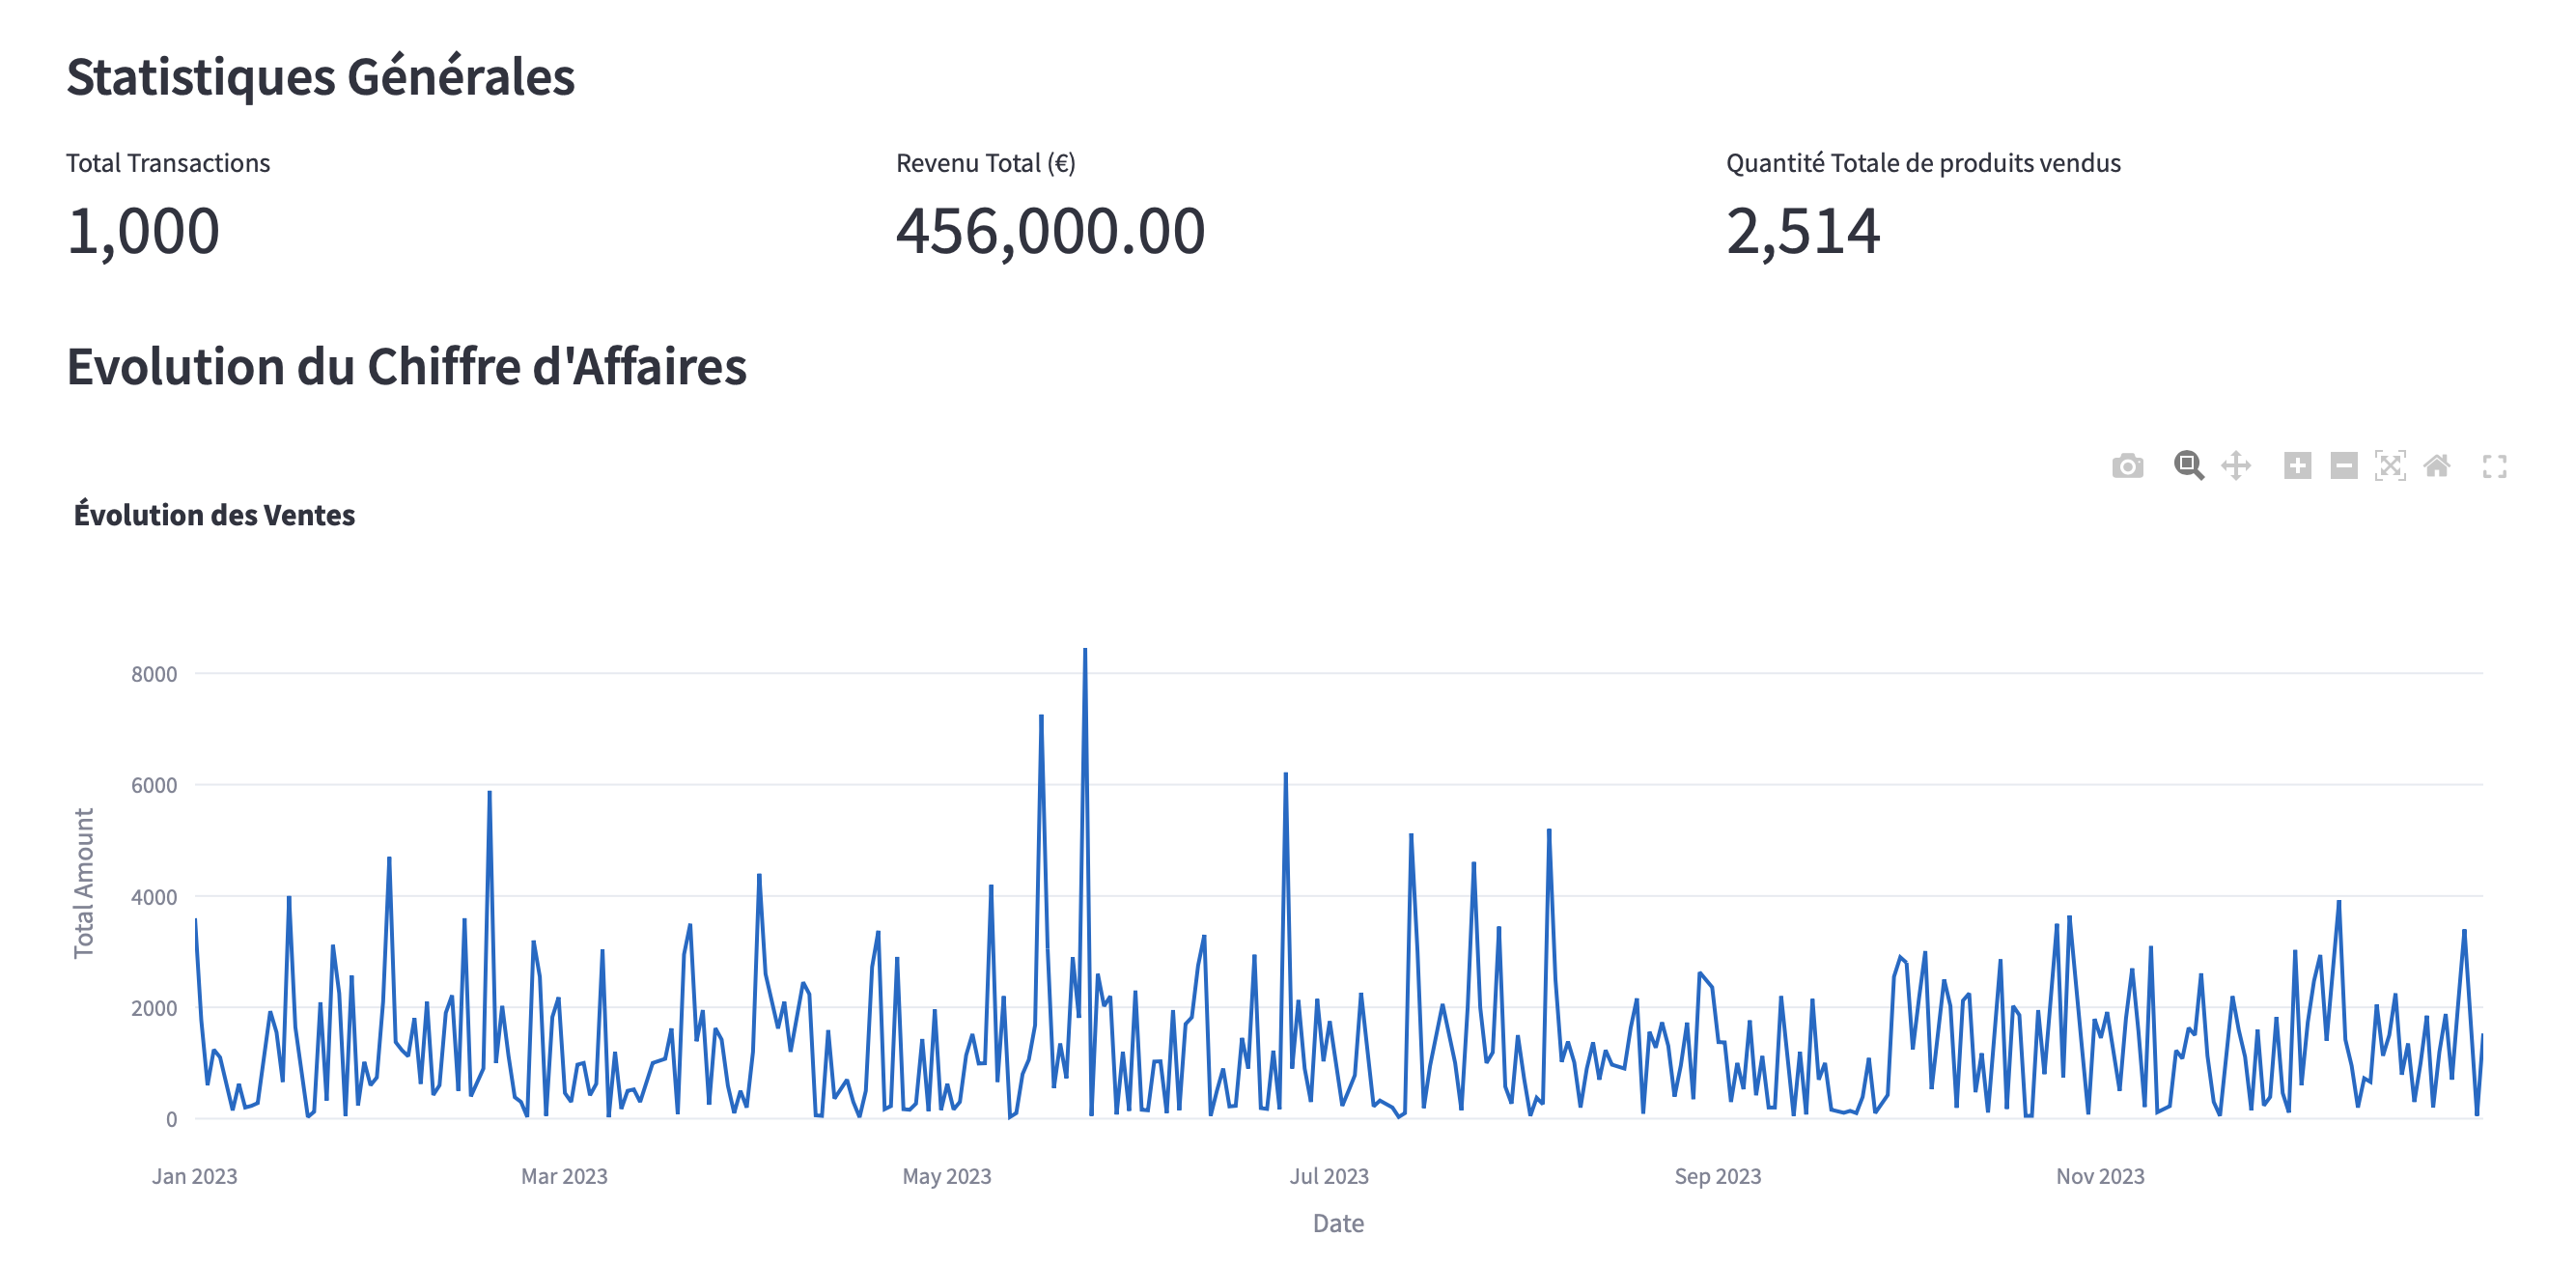 Statistiques Générales
Total Transactions
1,000
Revenu Total (€)
456,000.00
Quantité Totale de produits vendus
2,514
Evolution du Chiffre d'Affaires
Évolution des Ventes
Total Amount
8000
6000
4000
2000
0
Jan 2023
Mar 2023
May 2023
Jul 2023
Sep 2023
Nov 2023
Date